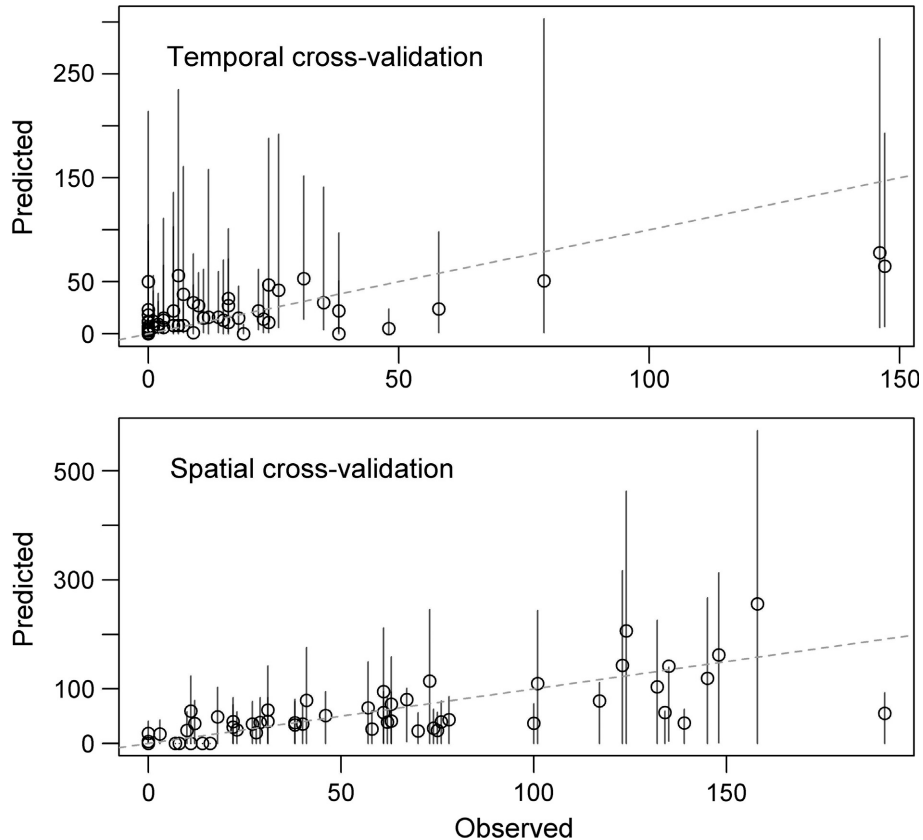 Temporal cross-validation
Predicted
250
150
50
0
0 50 100 150
Spatial cross-validation
Predicted
500
300
100
0
0 50 100 150
Observed